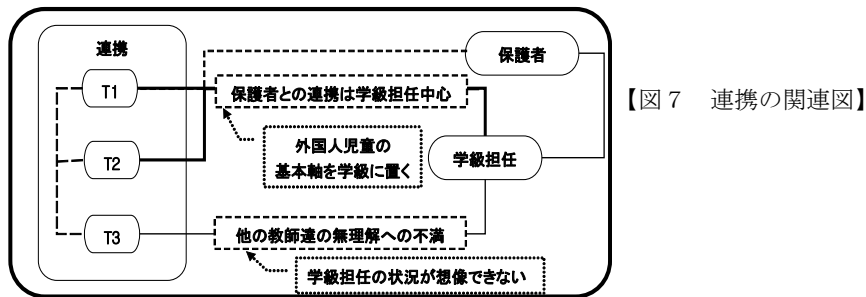 連携
保護者
T1
保護者との連携は学級担任中心
【図７　連携の関連図】
外国人児童の
基本軸を学級に置く
T2
学級担任
T3
他の教師達の無理解への不満
学級担任の状況が想像できない